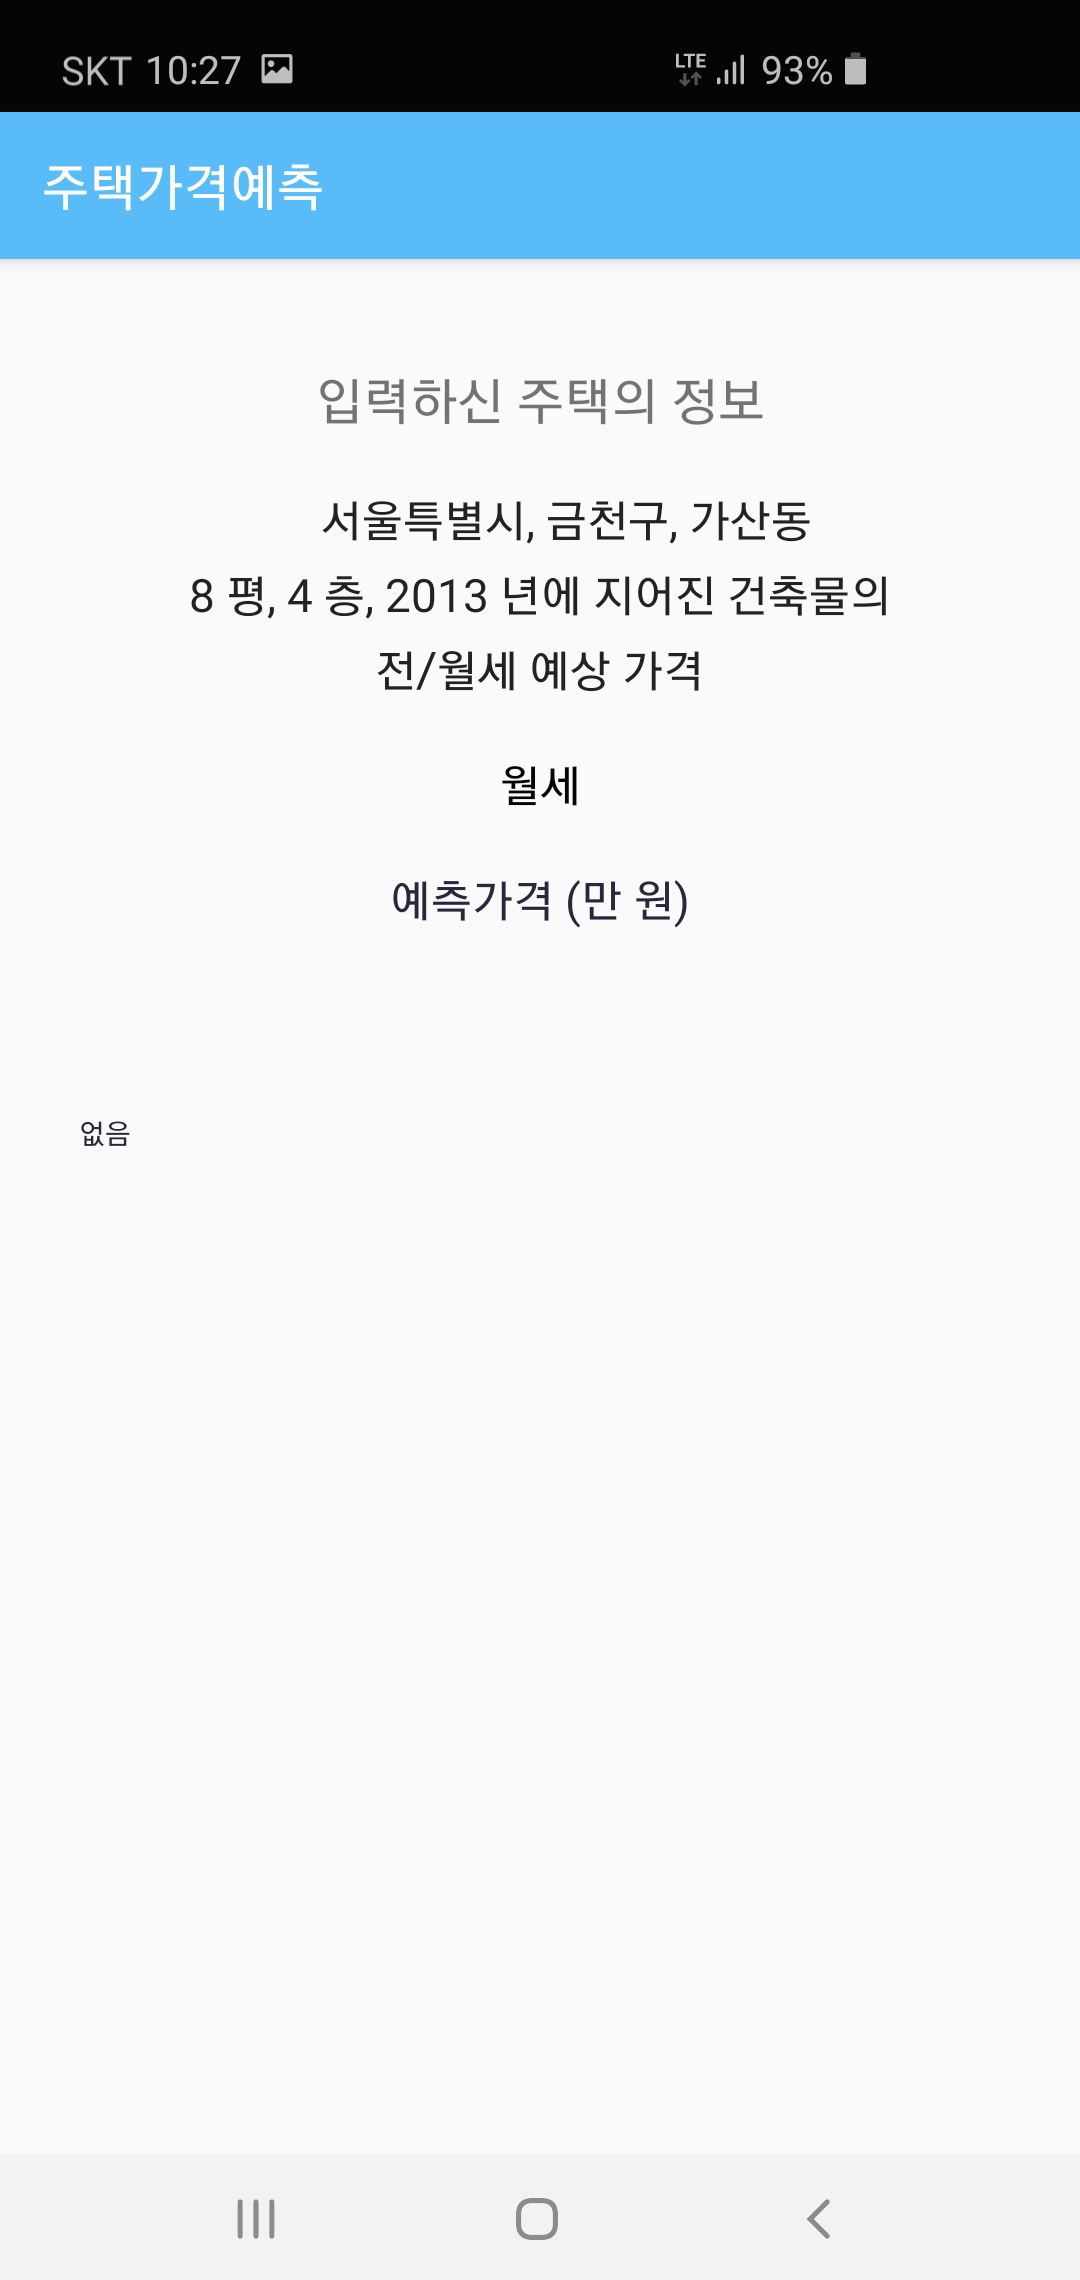 SKT 10:27 LTE 93%
주택가격예측
입력하신 주택의 정보
서울특별시, 금천구, 가산동
8 평, 4 층, 2013 년에 지어진 건축물의
전/월세 예상 가격
월세
예측가격 (만 원)
없음